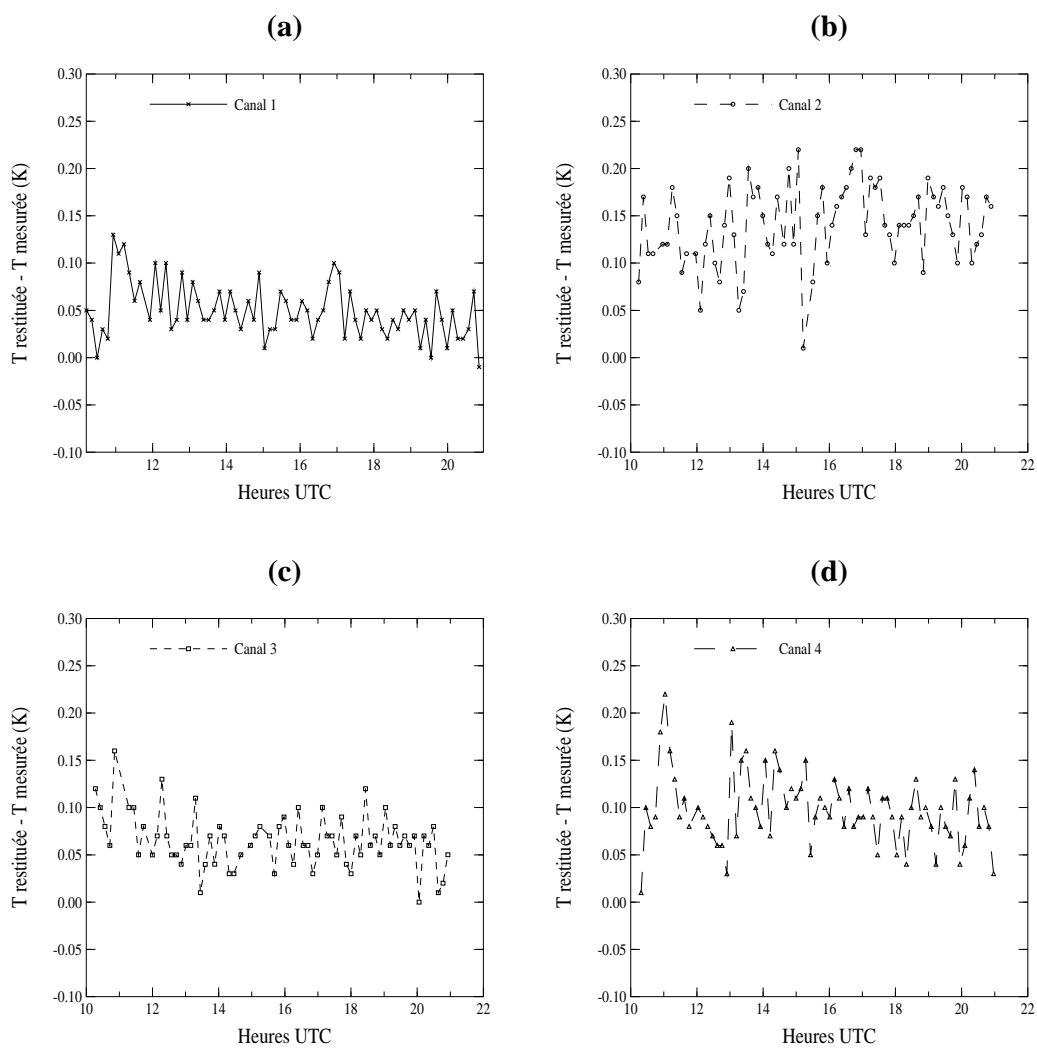 (a)
0.30
0.25
0.20
0.15
0.10
0.05
0.00
-0.05
-0.10
T restituée - T mesurée (K)
Canal 1
12 14 16 18 20
Heures UTC
(b)
0.30
0.25
0.20
0.15
0.10
0.05
0.00
-0.05
-0.10
T restituée - T mesurée (K)
Canal 2
10 12 14 16 18 20 22
Heures UTC
(c)
0.30
0.25
0.20
0.15
0.10
0.05
0.00
-0.05
-0.10
T restituée - T mesurée (K)
Canal 3
10 12 14 16 18 20 22
Heures UTC
(d)
0.30
0.25
0.20
0.15
0.10
0.05
0.00
-0.05
-0.10
T restituée - T mesurée (K)
Canal 4
10 12 14 16 18 20 22
Heures UTC